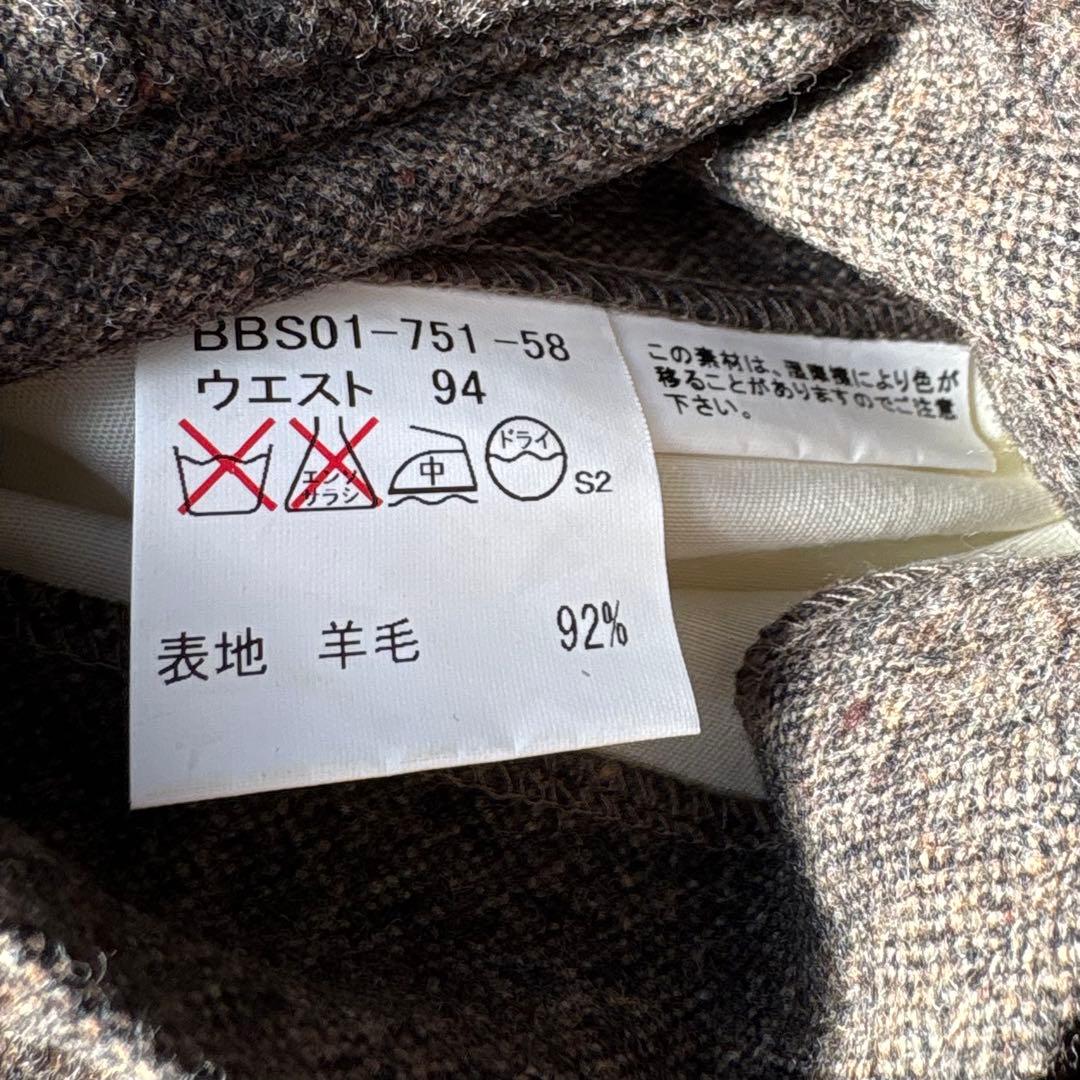 BBS01-751-58
ウエスト 94
エンソ
サラシ
中
ドライ
S2
表地 羊毛 92%
この素材は、湿摩擦により色が
移ることがありますのでご注意
下さい。